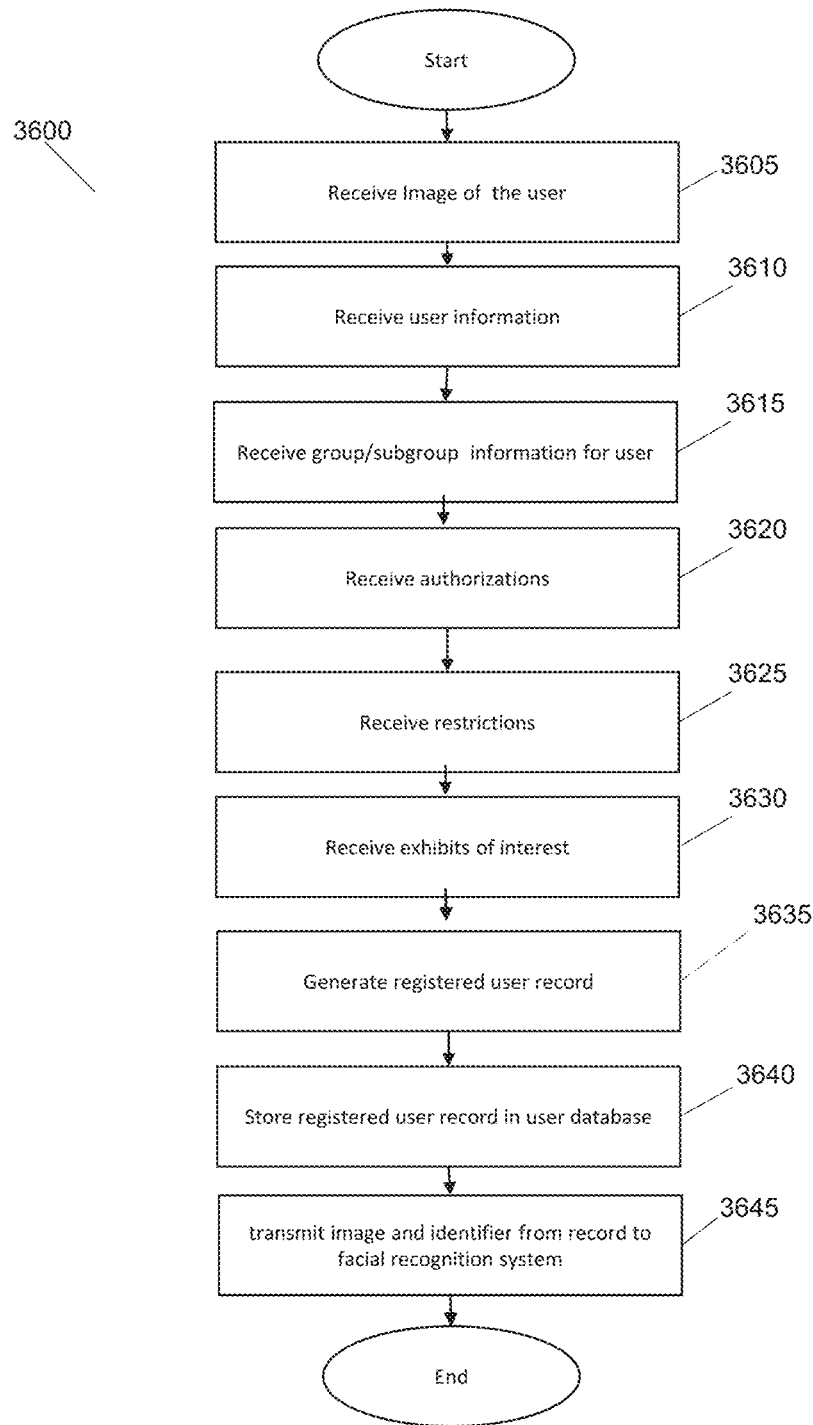 Start
3600
3605
Receive Image of the user
3610
Receive user information
3615
Receive group/subgroup information for user
3620
Receive authorizations
3625
Receive restrictions
3630
Receive exhibits of interest
3635
Generate registered user record
3640
Store registered user record in user database
3645
transmit image and identifier from record to
facial recognition system
End